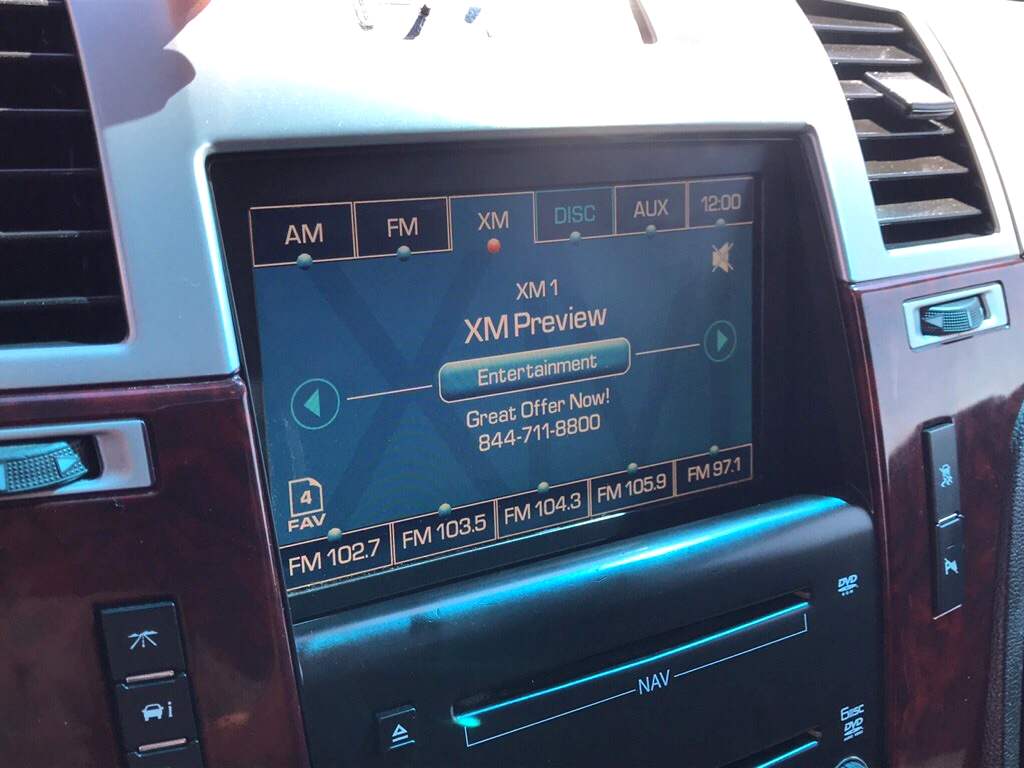 AM FM XM DISC AUX 12:00
XM 1
XM Preview
Entertainment
Great Offer Now!
844-711-8800
4
FAV
FM 102.7 FM 103.5 FM 104.3 FM 105.9 FM 97.1
DVD
NAV
i
6 DISC
DVD